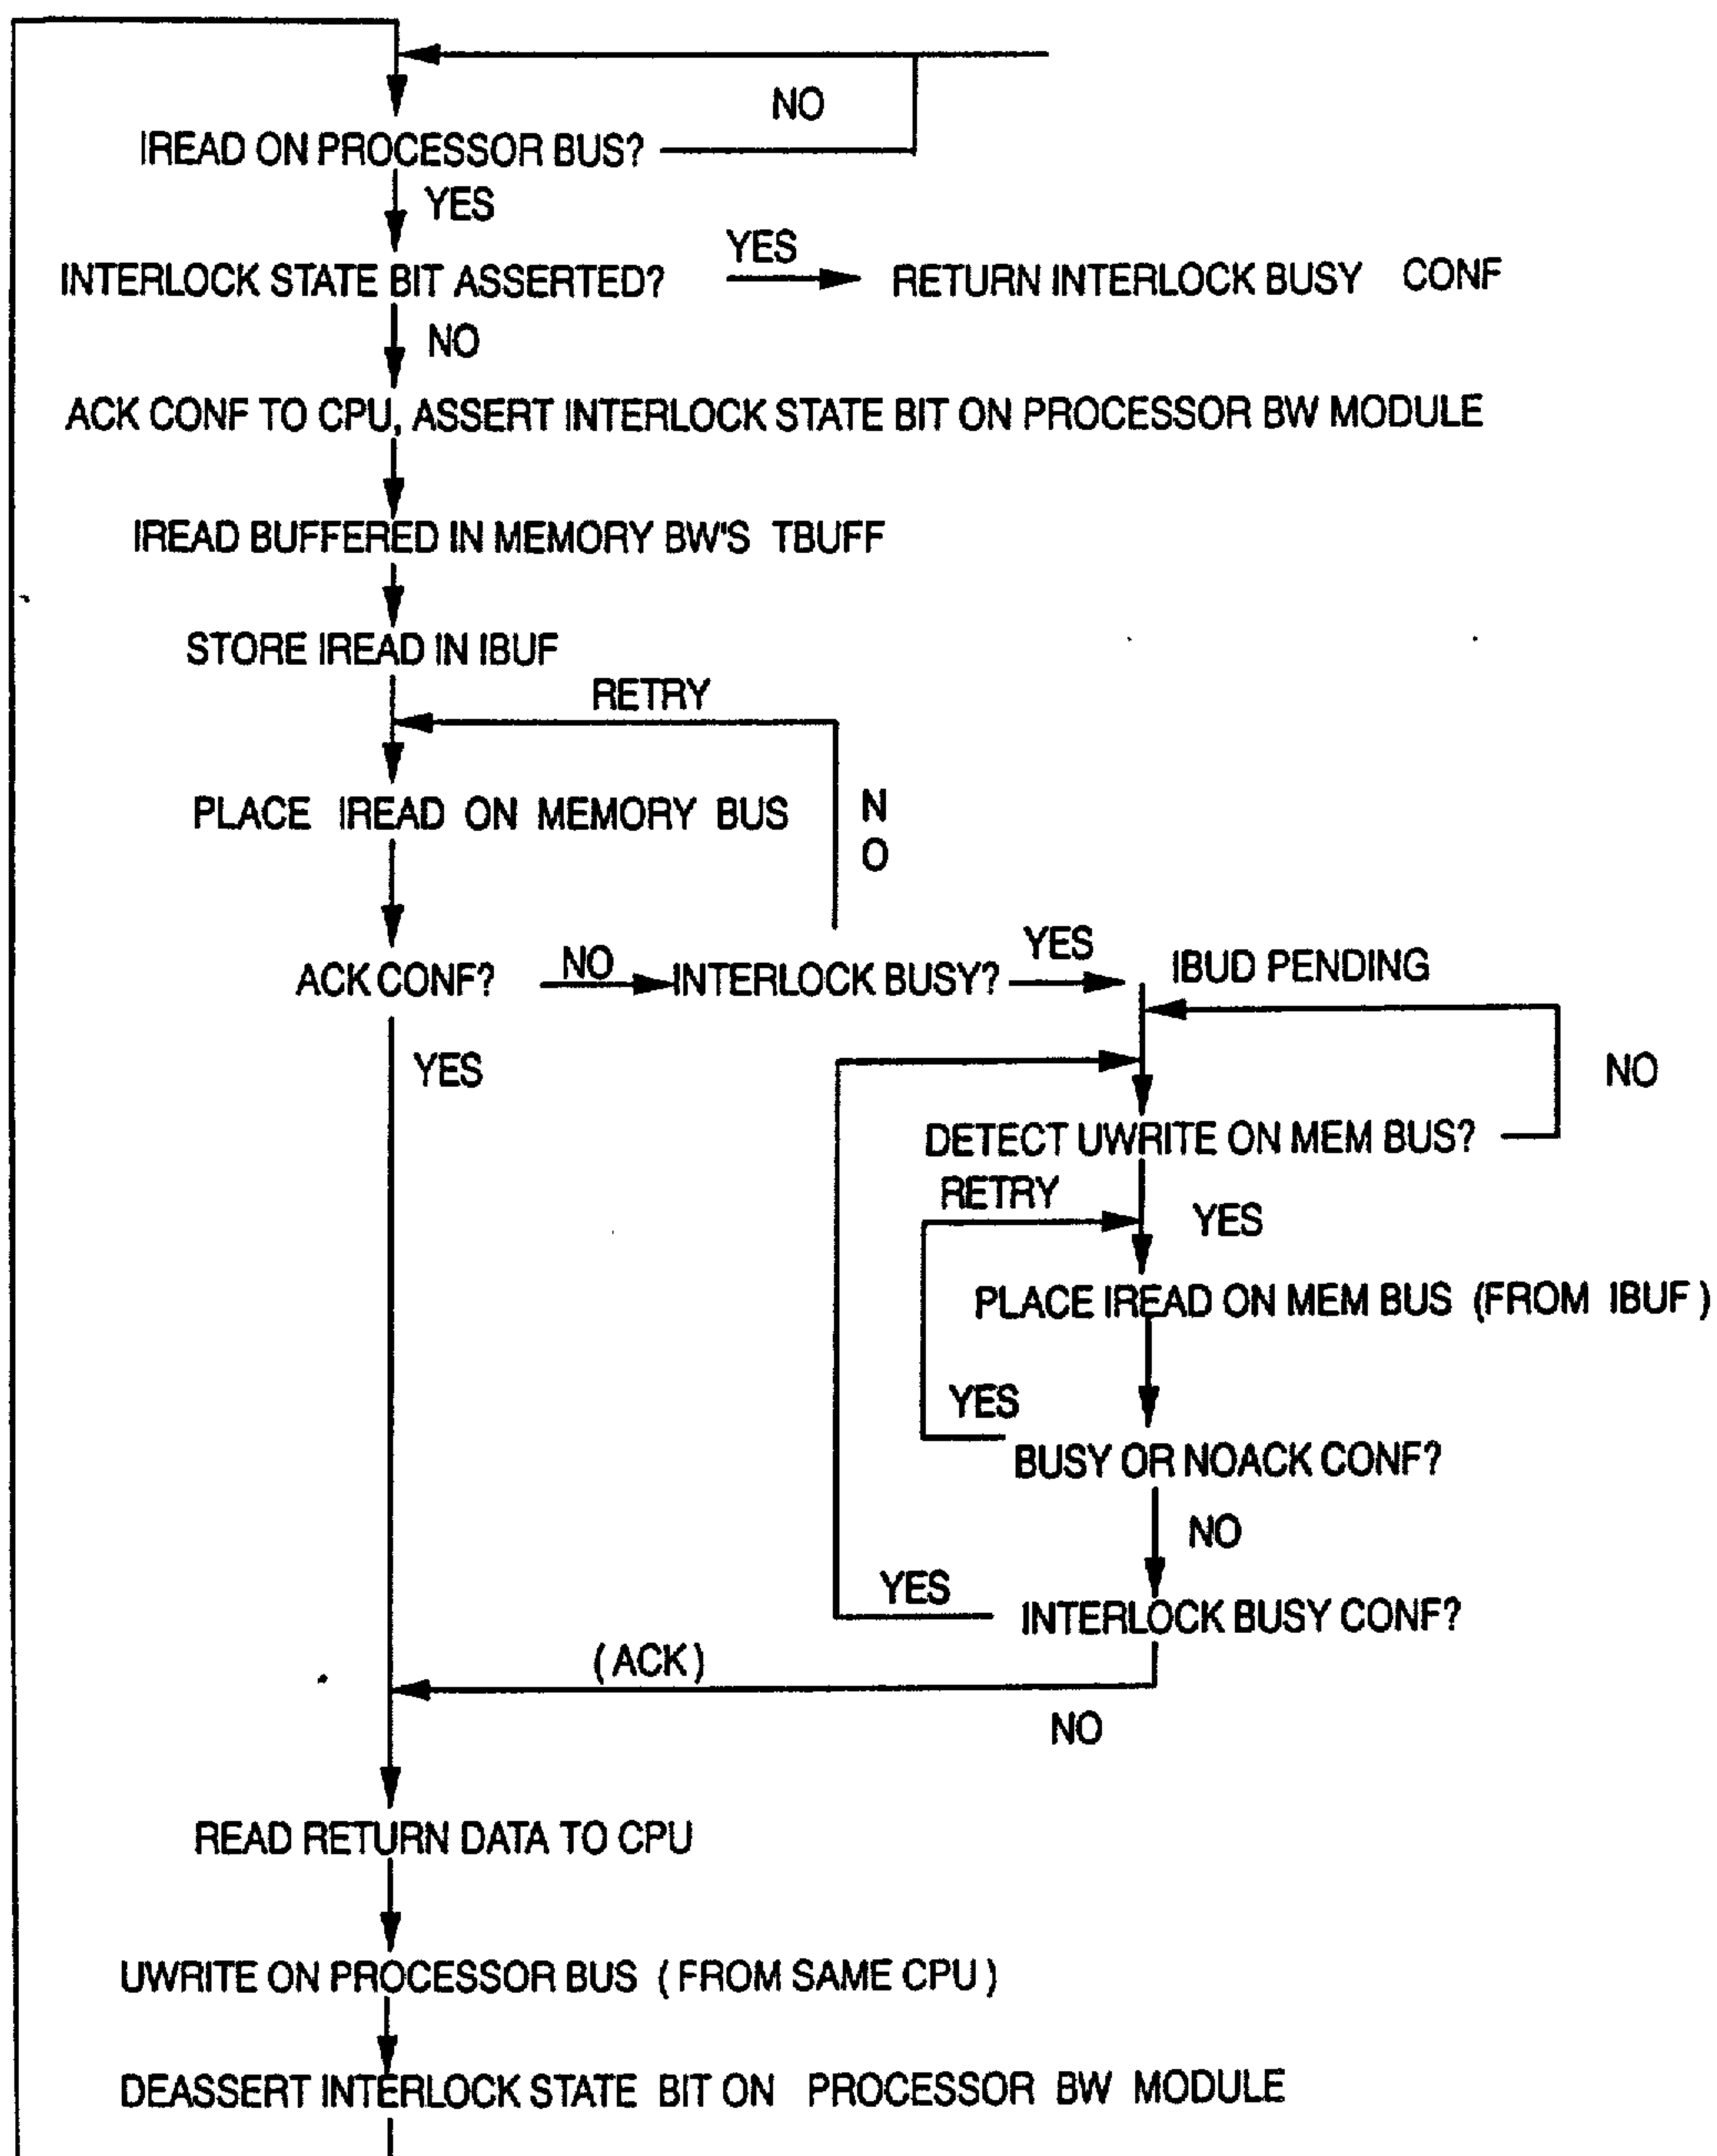 NO
IREAD ON PROCESSOR BUS?
YES
INTERLOCK STATE BIT ASSERTED?
YES
RETURN INTERLOCK BUSY CONF
NO
ACK CONF TO CPU, ASSERT INTERLOCK STATE BIT ON PROCESSOR BW MODULE
IREAD BUFFERED IN MEMORY BW'S TBUFF
STORE IREAD IN IBUF
RETRY
PLACE IREAD ON MEMORY BUS
N
O
ACK CONF?
NO
INTERLOCK BUSY?
YES
IBUD PENDING
YES
NO
DETECT UWRITE ON MEM BUS?
RETRY
YES
PLACE IREAD ON MEM BUS (FROM IBUF)
YES
BUSY OR NOACK CONF?
NO
YES
INTERLOCK BUSY CONF?
(ACK)
NO
READ RETURN DATA TO CPU
UWRITE ON PROCESSOR BUS (FROM SAME CPU)
DEASSERT INTERLOCK STATE BIT ON PROCESSOR BW MODULE